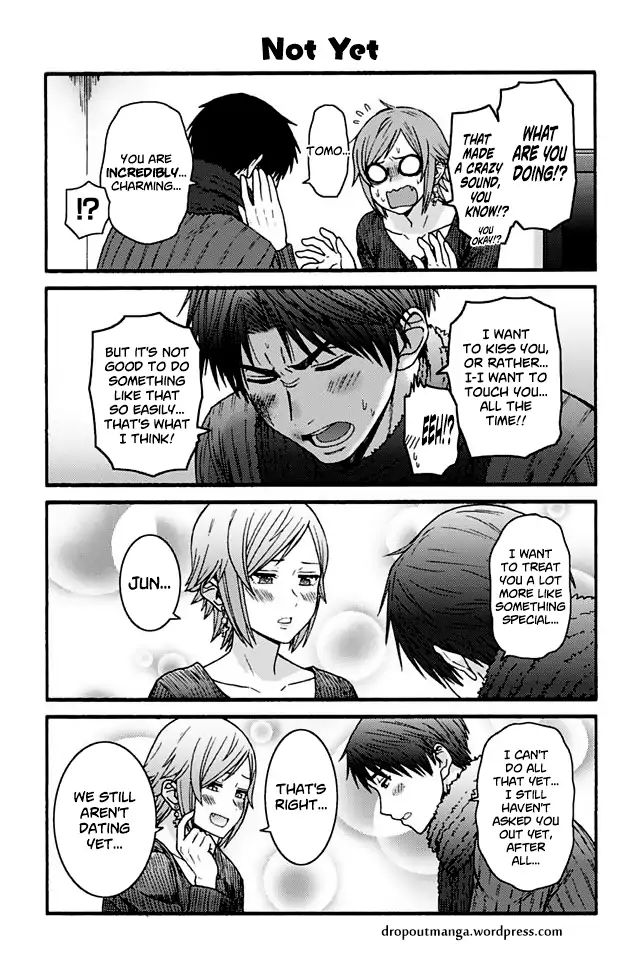 Not Yet
WHAT
ARE YOU
DOING!?
THAT
MADE
A CRAZY
SOUND,
YOU
KNOW!?
YOU
OKAY!?
TOMO...
YOU ARE
INCREDIBLY
CHARMING...
!?
I WANT
TO KISS YOU,
OR RATHER...
I-I WANT TO
TOUCH YOU...
ALL THE
TIME!!
EEH!?
BUT IT'S NOT
GOOD TO DO
SOMETHING
LIKE THAT
SO EASILY...
THAT'S WHAT
I THINK!
I WANT
TO TREAT
YOU A LOT
MORE LIKE
SOMETHING
SPECIAL...
JUN...
I CAN'T
DO ALL
THAT YET...
I STILL
HAVEN'T
ASKED YOU
OUT YET,
AFTER
ALL...
THAT'S
RIGHT...
WE STILL
AREN'T
DATING
YET...
dropoutmanga.wordpress.com